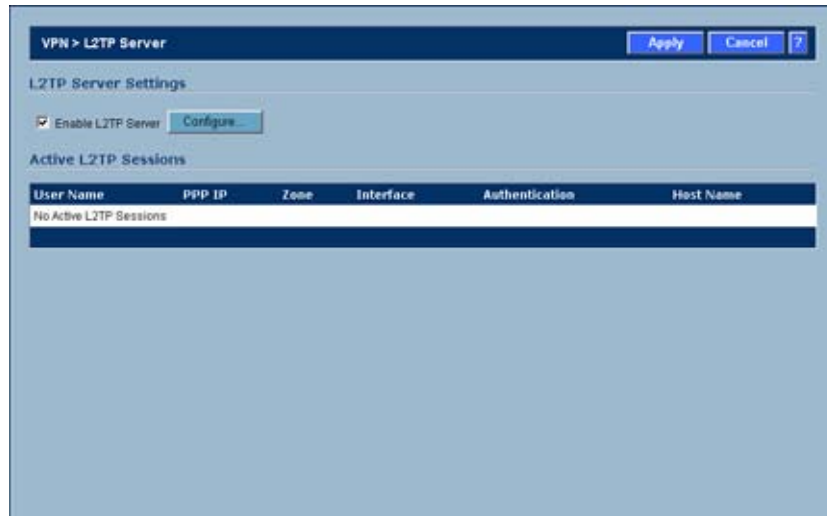 VPN > L2TP Server Apply Cancel ?
L2TP Server Settings
Enable L2TP Server Configure...
Active L2TP Sessions
User Name PPP IP Zone Interface Authentication Host Name
No Active L2TP Sessions